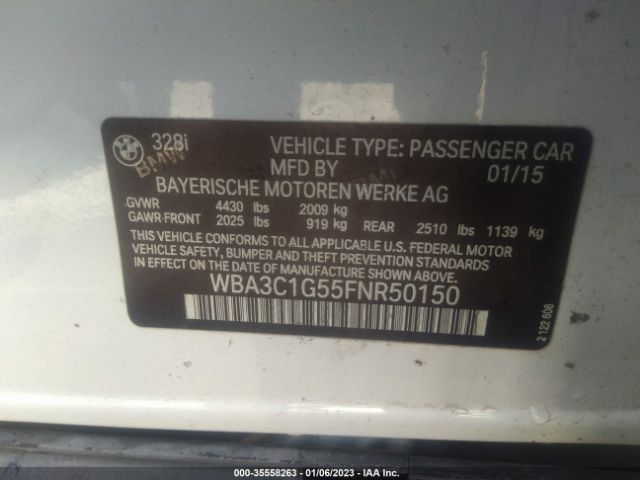 328i
BMW
VEHICLE TYPE: PASSENGER CAR
MFD BY 01/15
BAYERISCHE MOTOREN WERKE AG
GVWR 4430 lbs 2009 kg
GAWR-FRONT 2025 lbs 919 kg REAR 2510 lbs 1139 kg
THIS VEHICLE CONFORMS TO ALL APPLICABLE U.S. FEDERAL MOTOR
VEHICLE SAFETY, BUMPER AND THEFT PREVENTION STANDARDS
IN EFFECT ON THE DATE OF MANUFACTURE SHOWN ABOVE.
WBA3C1G55FNR50150
2 122 606
000-35558263 - 01/06/2023 - IAA Inc.